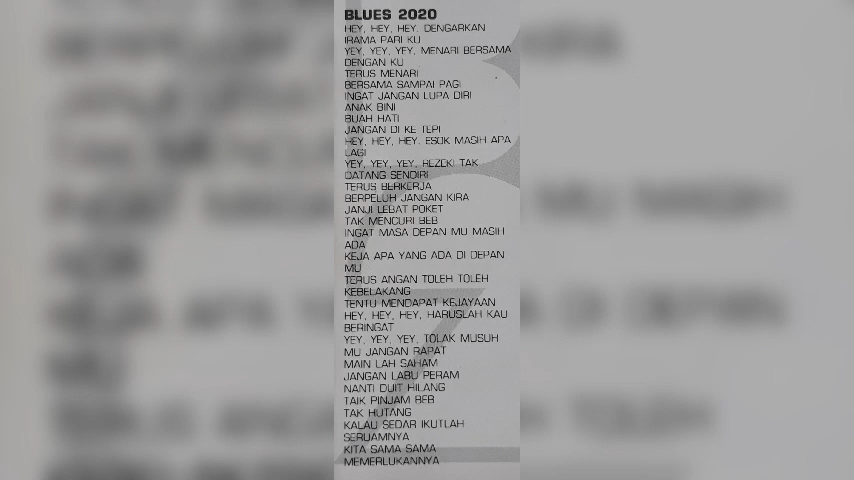 BLUES 2020
HEY, HEY, HEY. DENGARKAN
IRAMA PARI KU
YEY, YEY, YEY, MENARI BERSAMA
DENGAN KU
TERUS MENARI
BERSAMA SAMPAI PAGI
INGAT JANGAN LUPA DIRI
ANAK BINI
BUAH HATI
JANGAN DI KE TEPI
HEY, HEY, HEY. ESOK MASIH APA
LAGI
YEY, YEY, YEY, REZEKI TAK
DATANG SENDIRI
TERUS BERKERJA
BERPELUH JANGAN KIRA
JANJI LEBAT POKET
TAK MENCURI BEB
INGAT MASA DEPAN MU MASIH
ADA
KEJA APA YANG ADA DI DEPAN
MU
TERUS ANGAN TOLEH TOLEH
KEBELAKANG
TENTU MENDAPAT KEJAYAAN
HEY, HEY, HEY, HARUSLAH KAU
BERINGAT
YEY, YEY, YEY, TOLAK MUSUH
MU JANGAN RAPAT
MAIN LAH SAHAM
JANGAN LABU PERAM
NANTI DUIT HILANG
TAIK PINJAM BEB
TAK HUTANG
KALAU SEDAR IKUTLAH
SERUAMNYA
KITA SAMA SAMA
MEMERLUKANNYA